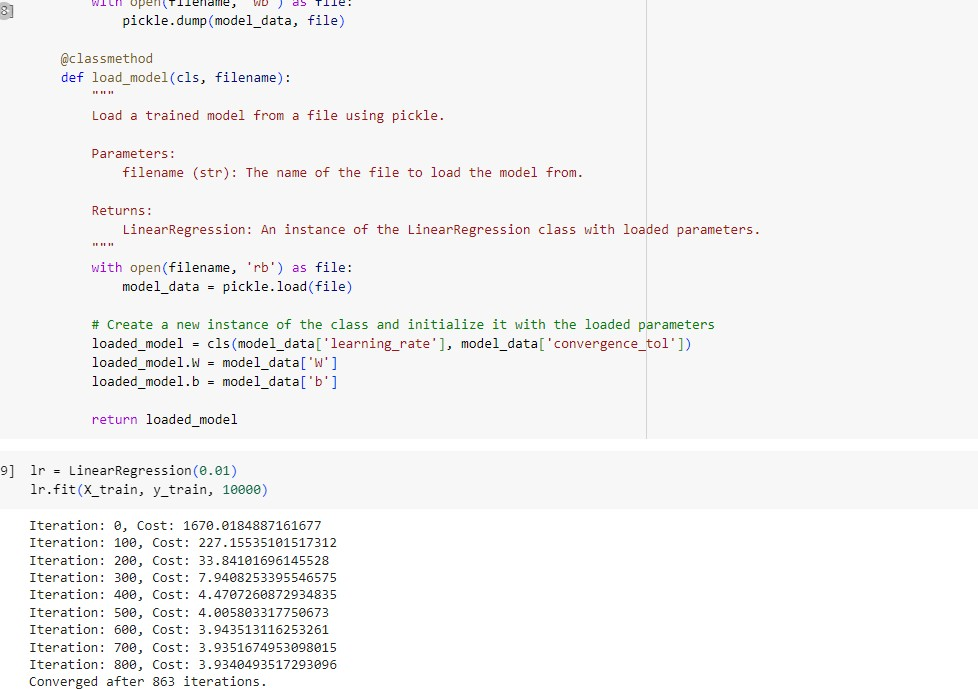 8]
with open(filename, 'wb') as file:
pickle.dump(model_data, file)
@classmethod
def load_model(cls, filename):
"""
Load a trained model from a file using pickle.
Parameters:
filename (str): The name of the file to load the model from.
Returns:
LinearRegression: An instance of the LinearRegression class with loaded parameters.
"""
with open(filename, 'rb') as file:
model_data = pickle.load(file)
# Create a new instance of the class and initialize it with the loaded parameters
loaded_model = cls(model_data['learning_rate'], model_data['convergence_tol'])
loaded_model.W = model_data['W']
loaded_model.b = model_data['b']
return loaded_model
9] lr = LinearRegression(0.01)
lr.fit(X_train, y_train, 10000)
Iteration: 0, Cost: 1670.0184887161677
Iteration: 100, Cost: 227.15535101517312
Iteration: 200, Cost: 33.84101696145528
Iteration: 300, Cost: 7.9408253395546575
Iteration: 400, Cost: 4.4707260872934835
Iteration: 500, Cost: 4.005803317750673
Iteration: 600, Cost: 3.943513116253261
Iteration: 700, Cost: 3.9351674953098015
Iteration: 800, Cost: 3.9340493517293096
Converged after 863 iterations.